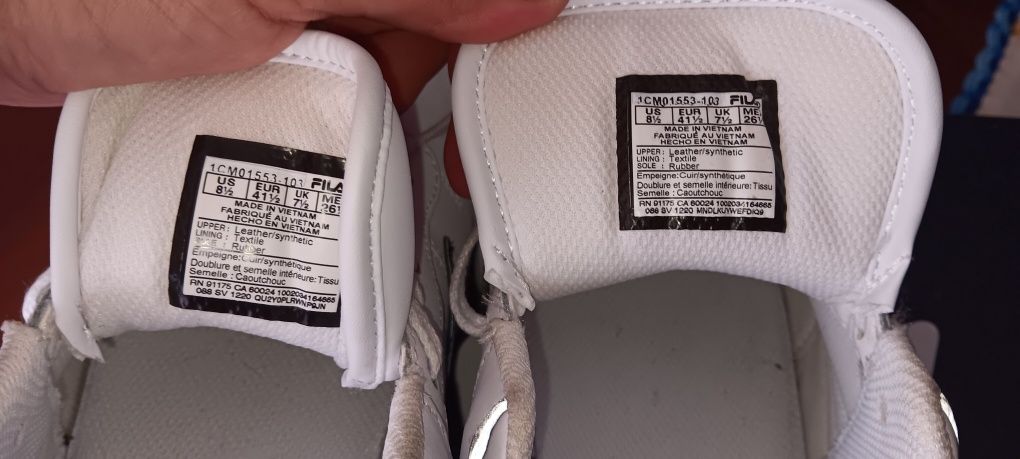 1CM01553-103 FILA
US EUR UK ME
8½ 41½ 7½ 26½
MADE IN VIETNAM
FABRIQUÉ AU VIETNAM
HECHO EN VIETNAM
UPPER: Leather/synthetic
LINING: Textile
SOLE: Rubber
Empeigne:Cuir/synthétique
Doublure et semelle intérieure: Tissu
Semelle : Caoutchouc
RN 91175 CA 60024 1002034164665
088 SV 1220 QU2Y0PLRWNP9JN
1CM01553-103 FILA
US EUR UK ME
8½ 41½ 7½ 26½
MADE IN VIETNAM
FABRIQUÉ AU VIETNAM
HECHO EN VIETNAM
UPPER: Leather/synthetic
LINING: Textile
SOLE : Rubber
Empeigne:Cuir/synthétique
Doublure et semelle intérieure: Tissu
Semelle : Caoutchouc
RN 91175 CA 60024 1002034164665
088 SV 1220 MNDLKUYWEFDIQ9